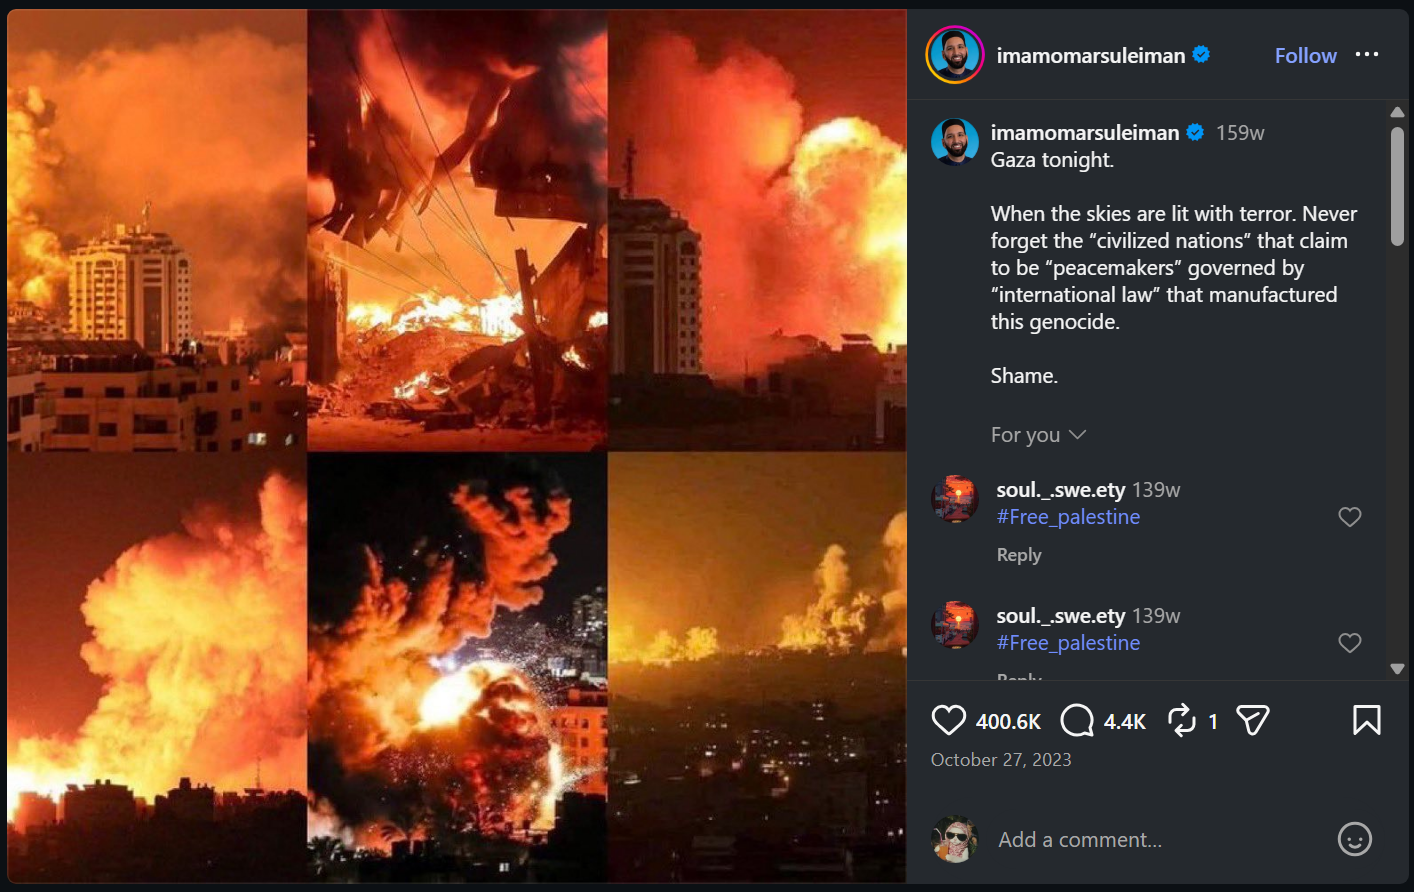 imamomarsuleiman
Follow
imamomarsuleiman 159w
Gaza tonight.
When the skies are lit with terror. Never
forget the “civilized nations” that claim
to be “peacemakers” governed by
“international law” that manufactured
this genocide.
Shame.
For you
soul._.swe.ety 139w
#Free_palestine
Reply
soul._.swe.ety 139w
#Free_palestine
Reply
400.6K 4.4K 1
October 27, 2023
Add a comment...